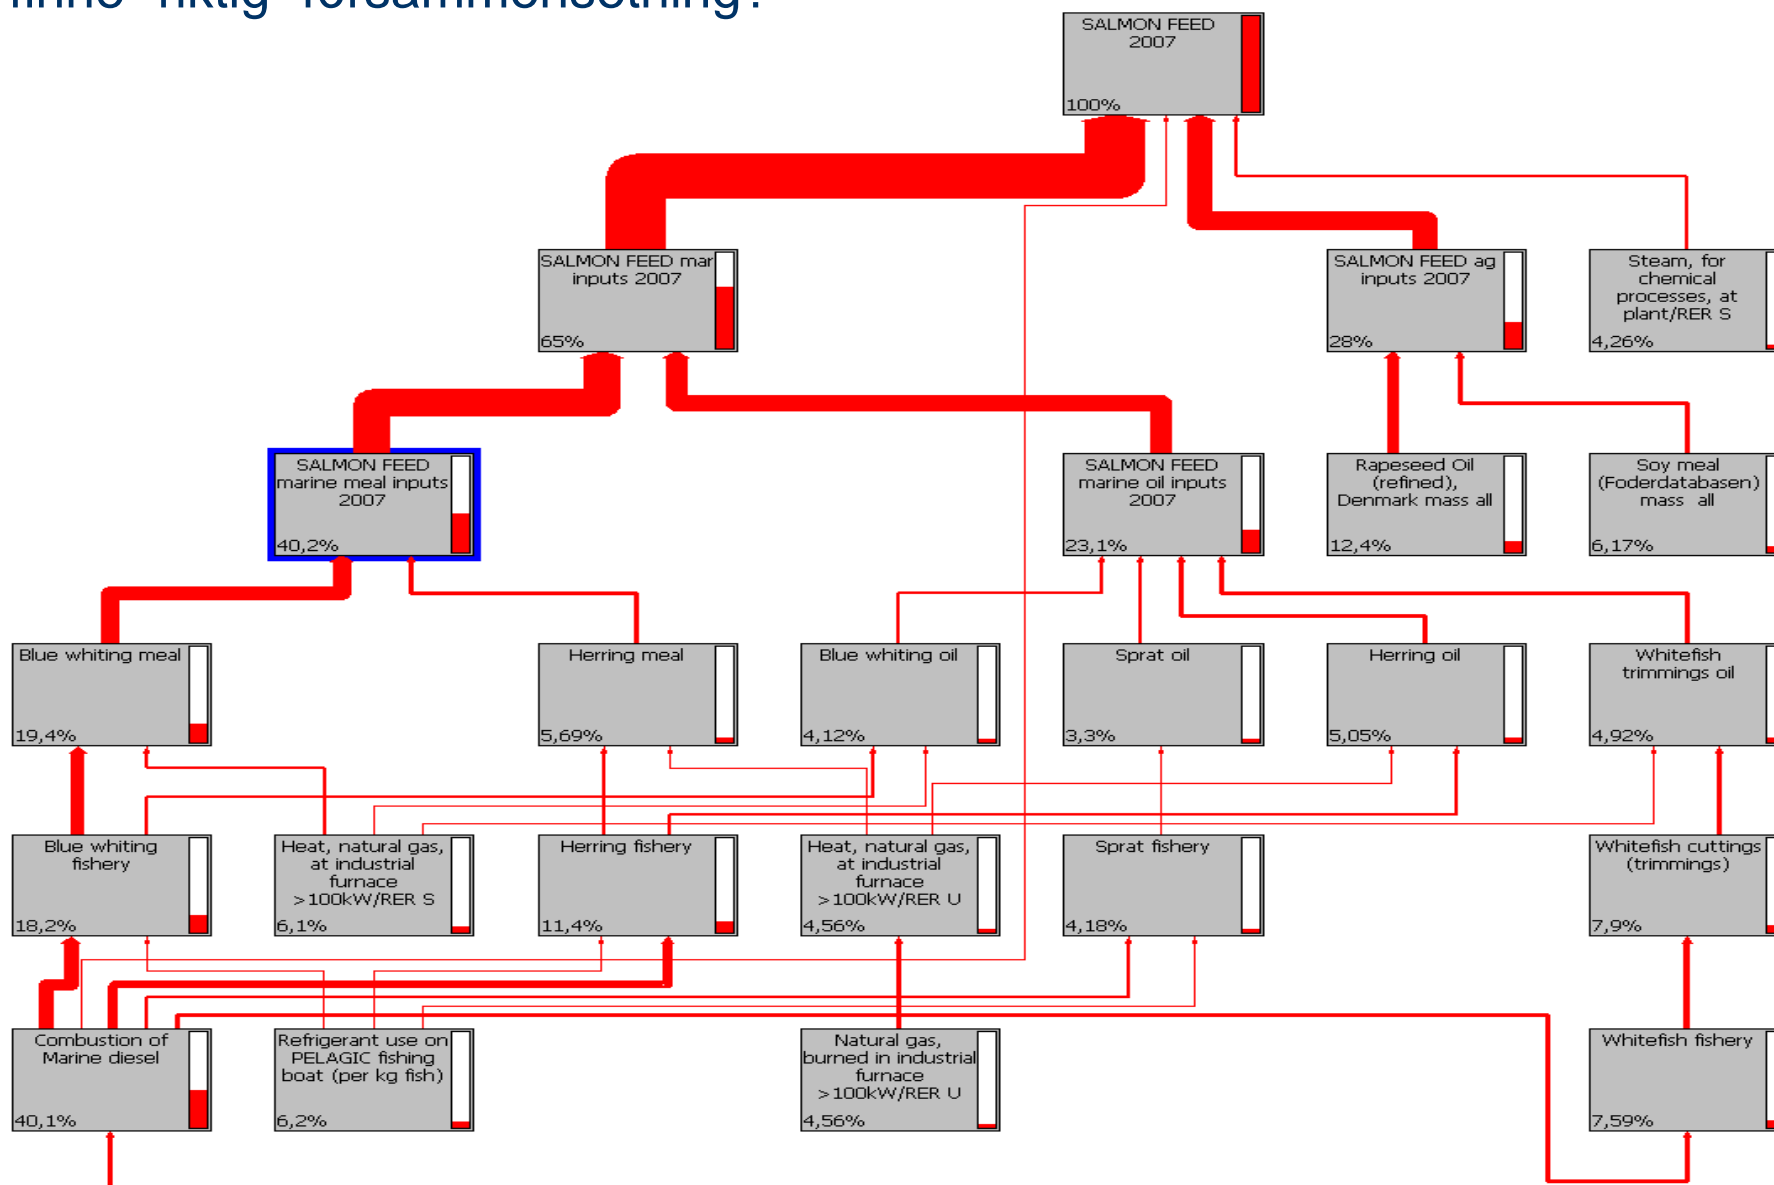 finne "riktig" fôrsammensetning?
SALMON FEED
2007
100%
SALMON FEED mar
inputs 2007
65%
SALMON FEED ag
inputs 2007
28%
Steam, for
chemical
processes, at
plant/RER S
4,26%
SALMON FEED
marine meal inputs
2007
40,2%
SALMON FEED
marine oil inputs
2007
23,1%
Rapeseed Oil
(refined),
Denmark mass all
12,4%
Soy meal
(Foderdatabasen)
mass all
6,17%
Blue whiting meal
19,4%
Herring meal
5,69%
Blue whiting oil
4,12%
Sprat oil
3,3%
Herring oil
5,05%
Whitefish
trimmings oil
4,92%
Blue whiting
fishery
18,2%
Heat, natural gas,
at industrial
furnace
>100kW/RER S
6,1%
Herring fishery
11,4%
Heat, natural gas,
at industrial
furnace
>100kW/RER U
4,56%
Sprat fishery
4,18%
Whitefish cuttings
(trimmings)
7,9%
Combustion of
Marine diesel
40,1%
Refrigerant use on
PELAGIC fishing
boat (per kg fish)
6,2%
Natural gas,
burned in industrial
furnace
>100kW/RER U
4,56%
Whitefish fishery
7,59%